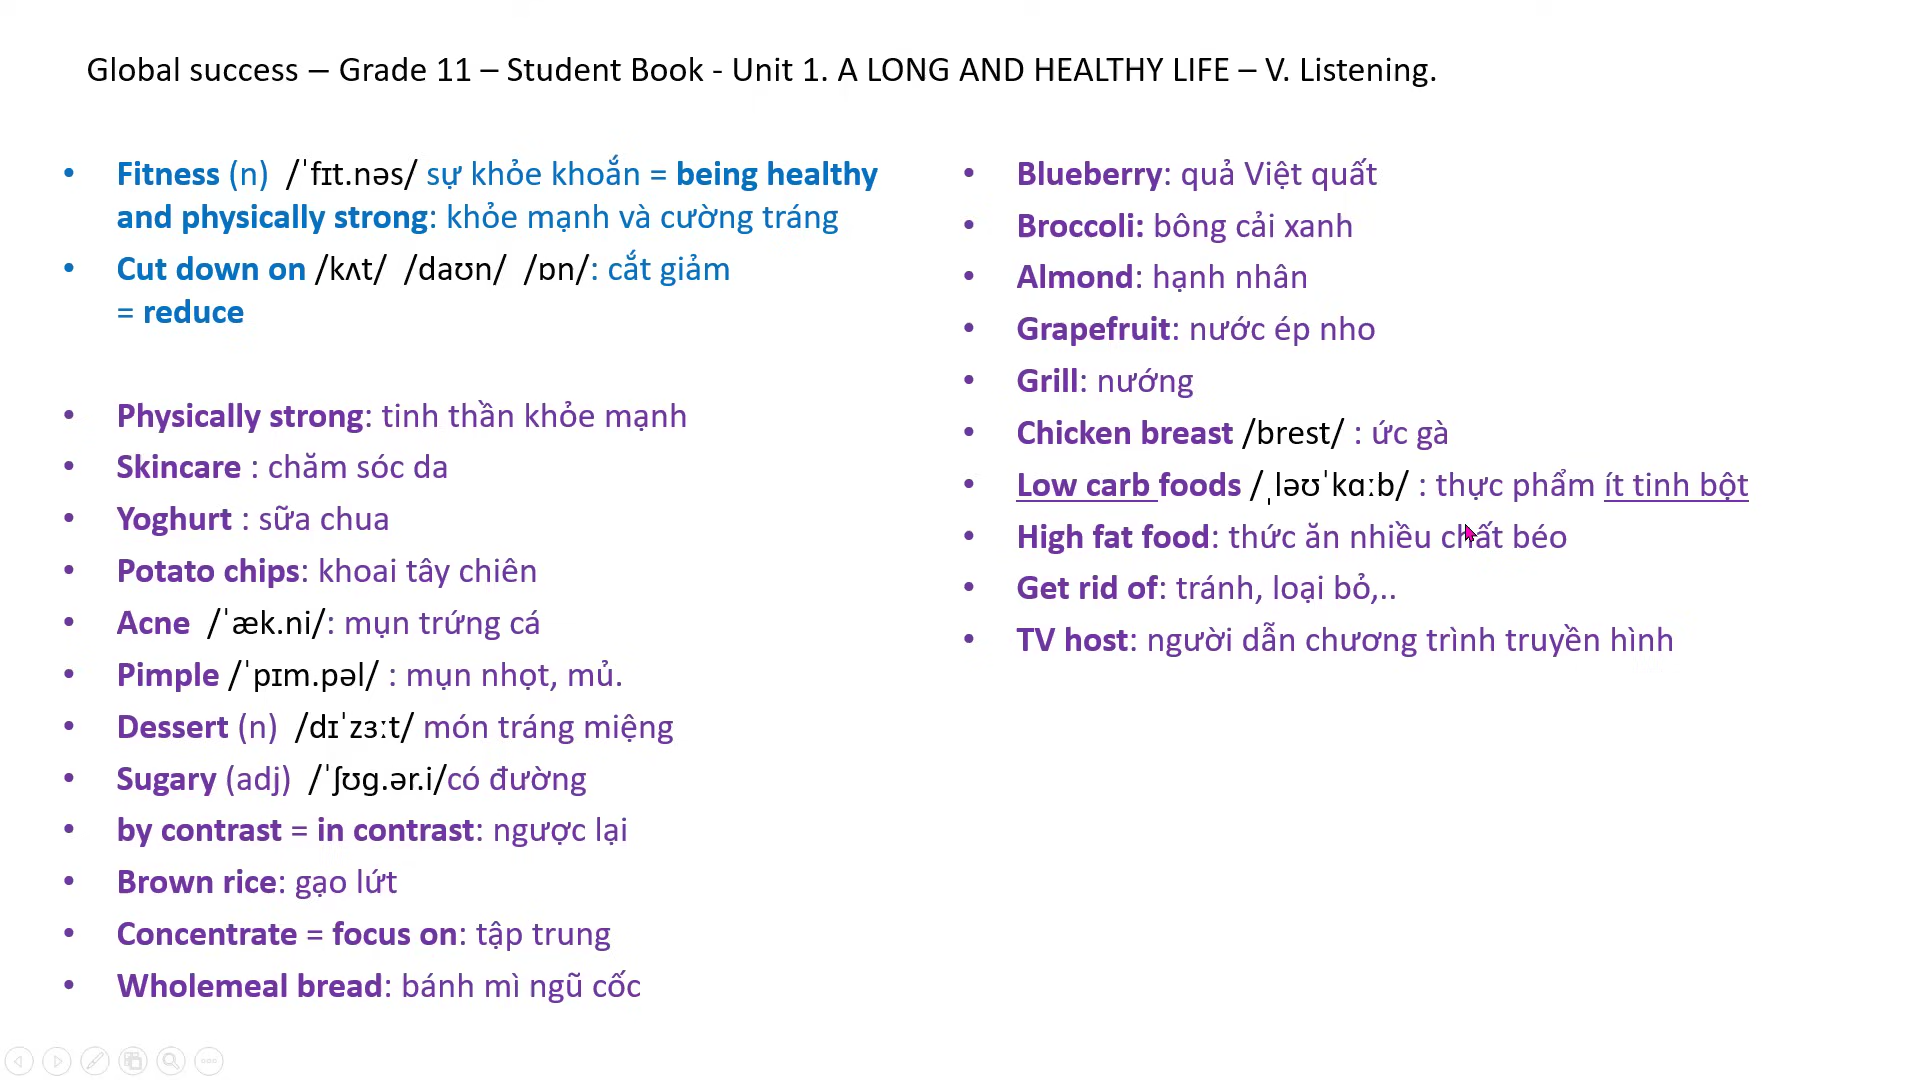 Global success – Grade 11 – Student Book - Unit 1. A LONG AND HEALTHY LIFE – V. Listening.
• Fitness (n) /ˈfɪt.nəs/ sự khỏe khoắn = being healthy
and physically strong: khỏe mạnh và cường tráng
• Cut down on /kʌt/ /daʊn/ /ɒn/: cắt giảm
= reduce
• Physically strong: tinh thần khỏe mạnh
• Skincare : chăm sóc da
• Yoghurt : sữa chua
• Potato chips: khoai tây chiên
• Acne /ˈæk.ni/: mụn trứng cá
• Pimple /ˈpɪm.pəl/ : mụn nhọt, mủ.
• Dessert (n) /dɪˈzɜːt/ món tráng miệng
• Sugary (adj) /ˈʃʊɡ.ər.i/có đường
• by contrast = in contrast: ngược lại
• Brown rice: gạo lứt
• Concentrate = focus on: tập trung
• Wholemeal bread: bánh mì ngũ cốc
• Blueberry: quả Việt quất
• Broccoli: bông cải xanh
• Almond: hạnh nhân
• Grapefruit: nước ép nho
• Grill: nướng
• Chicken breast /brest/ : ức gà
• Low carb foods /ˌləʊˈkɑːb/ : thực phẩm ít tinh bột
• High fat food: thức ăn nhiều chất béo
• Get rid of: tránh, loại bỏ,..
• TV host: người dẫn chương trình truyền hình